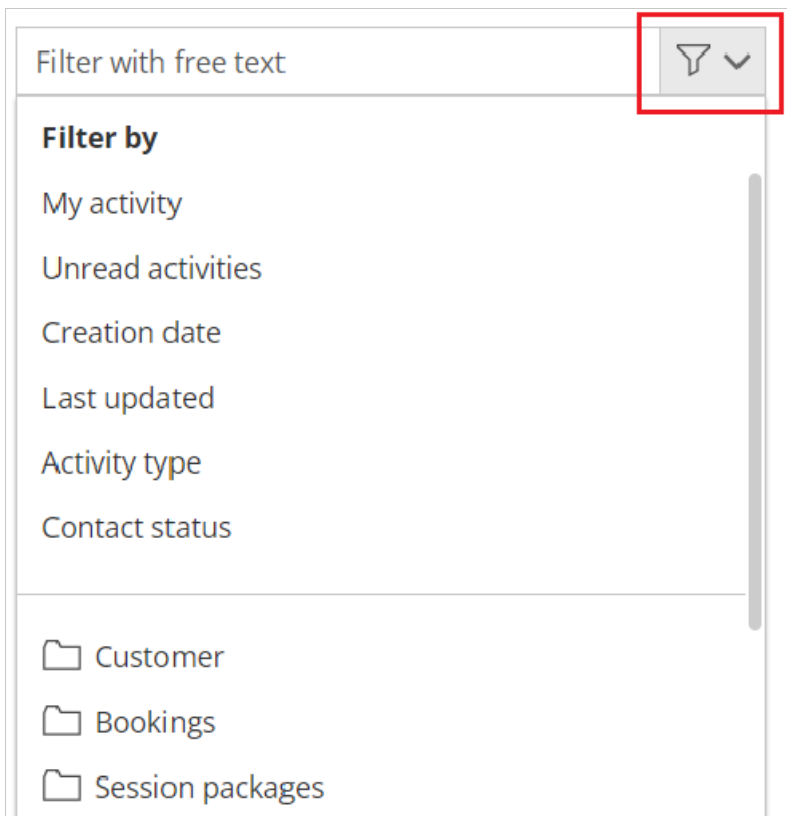 Filter with free text
Filter by
My activity
Unread activities
Creation date
Last updated
Activity type
Contact status
Customer
Bookings
Session packages